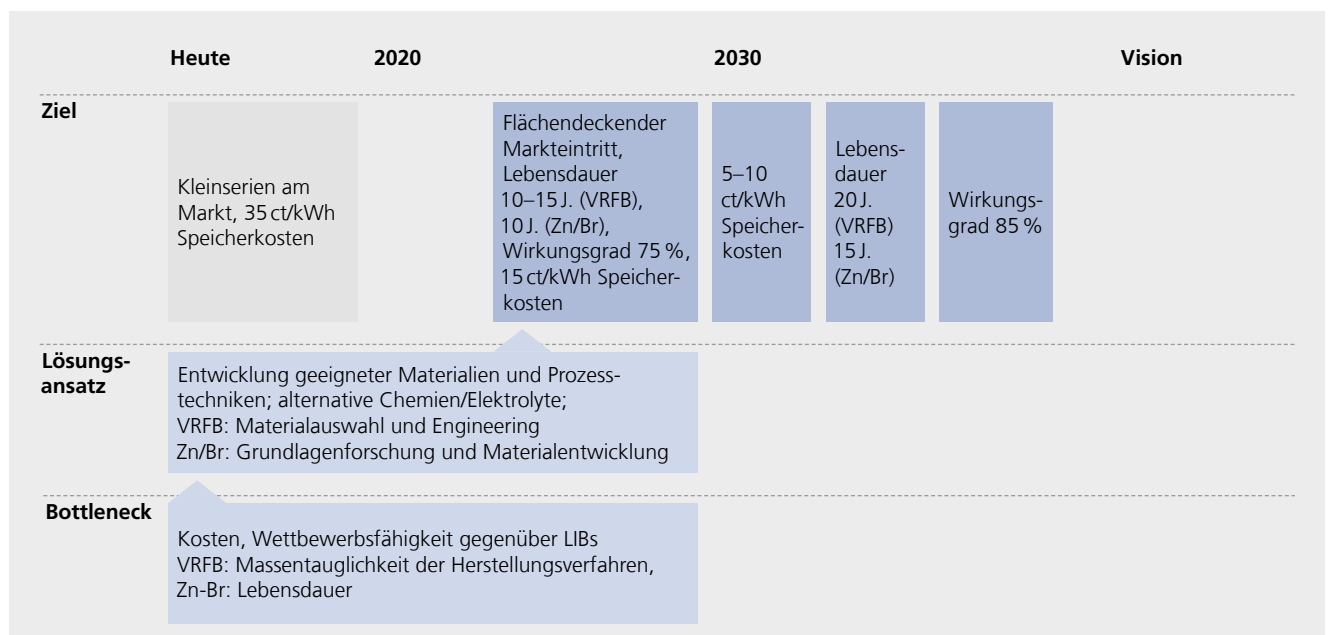 Heute 2020 2030 Vision
Ziel
Kleinserien am
Markt, 35 ct/kWh
Speicherkosten
Flächendeckender
Markteintritt,
Lebensdauer
10–15 J. (VRFB),
10 J. (Zn/Br),
Wirkungsgrad 75 %,
15 ct/kWh Speicher-
kosten
5–10
ct/kWh
Speicher-
kosten
Lebens-
dauer
20 J.
(VRFB)
15 J.
(Zn/Br)
Wirkungs-
grad 85 %
Lösungs-
ansatz
Entwicklung geeigneter Materialien und Prozess-
techniken; alternative Chemien/Elektrolyte;
VRFB: Materialauswahl und Engineering
Zn/Br: Grundlagenforschung und Materialentwicklung
Bottleneck
Kosten, Wettbewerbsfähigkeit gegenüber LIBs
VRFB: Massentauglichkeit der Herstellungsverfahren,
Zn-Br: Lebensdauer